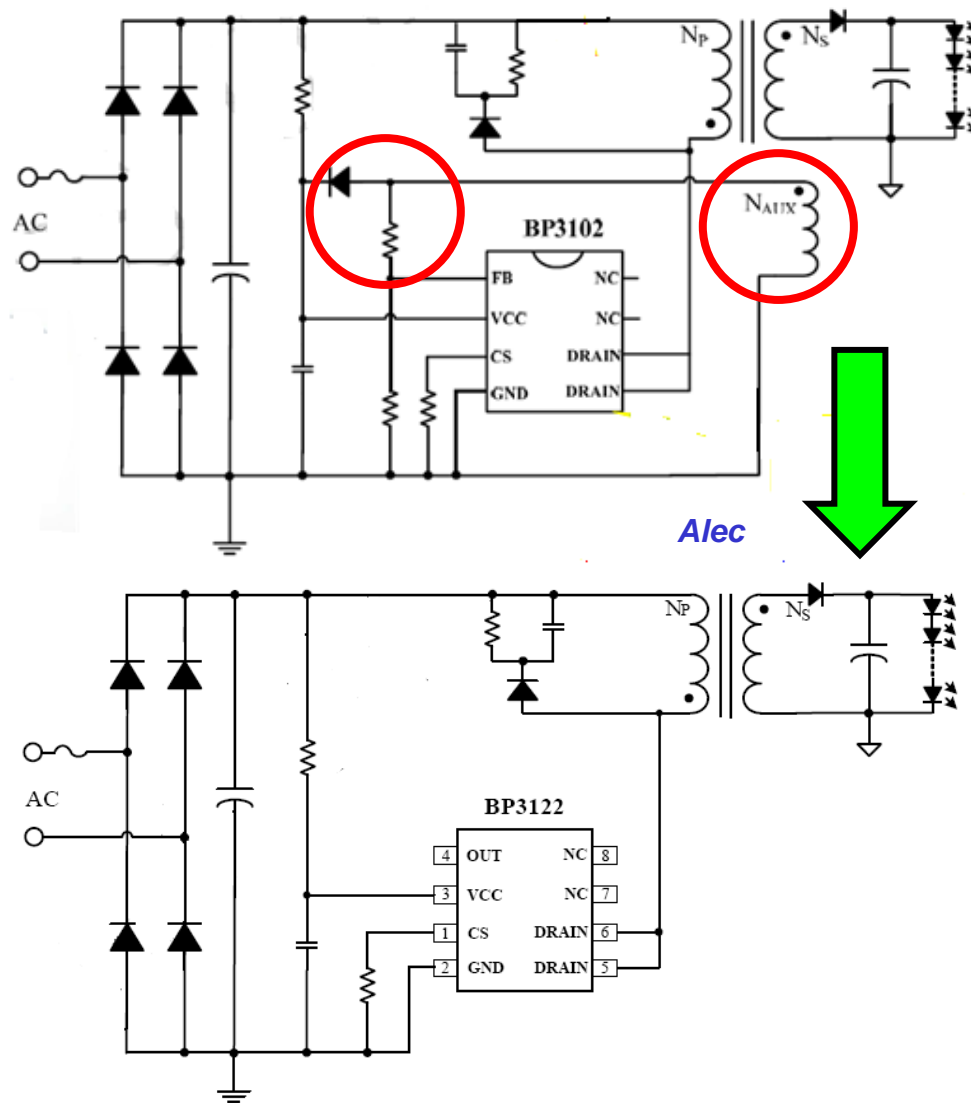 NP
NS
AC
NAUX
BP3102
FB NC
VCC NC
CS DRAIN
GND DRAIN
Alec
NP
NS
AC
BP3122
4 OUT NC 8
3 VCC NC 7
1 CS DRAIN 6
2 GND DRAIN 5